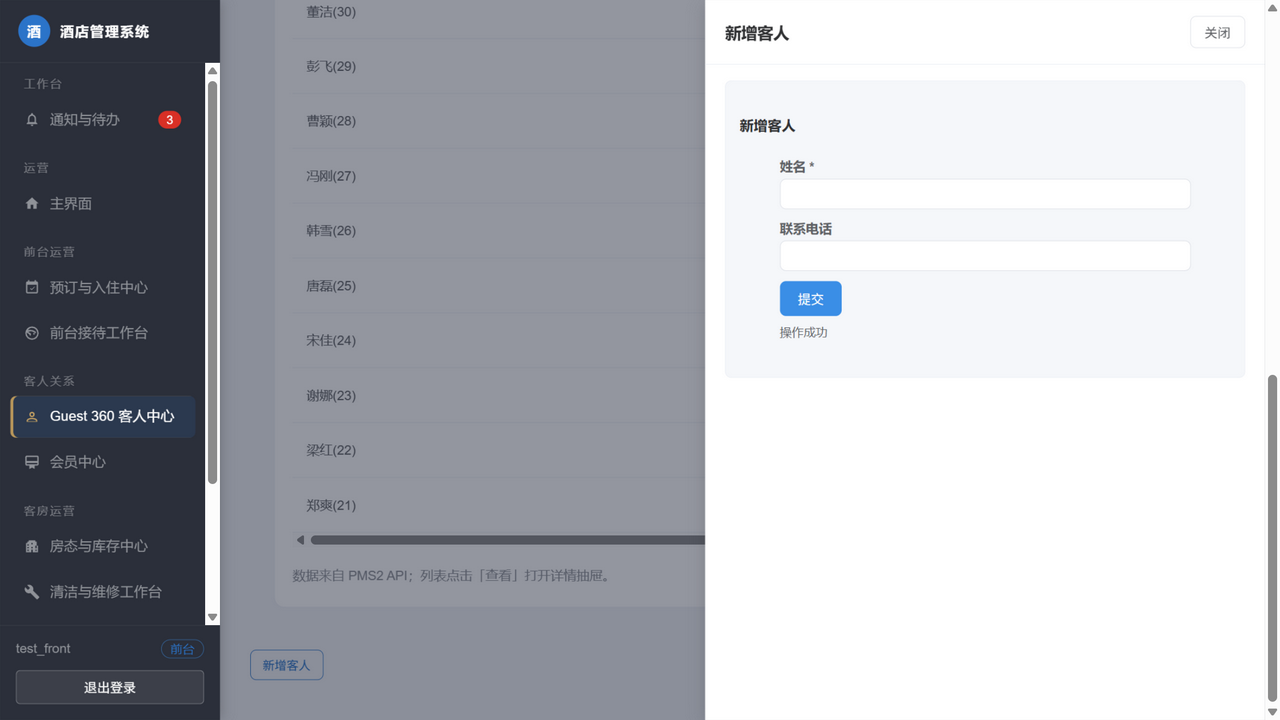 酒 酒店管理系统
工作台
通知与待办 3
运营
主界面
前台运营
预订与入住中心
前台接待工作台
客人关系
Guest 360 客人中心
会员中心
客房运营
房态与库存中心
清洁与维修工作台
test_front 前台
退出登录
董洁(30)
彭飞(29)
曹颖(28)
冯刚(27)
韩雪(26)
唐磊(25)
宋佳(24)
谢娜(23)
梁红(22)
郑爽(21)
数据来自 PMS2 API；列表点击「查看」打开详情抽屉。
新增客人
新增客人 关闭
新增客人
姓名 *
联系电话
提交
操作成功